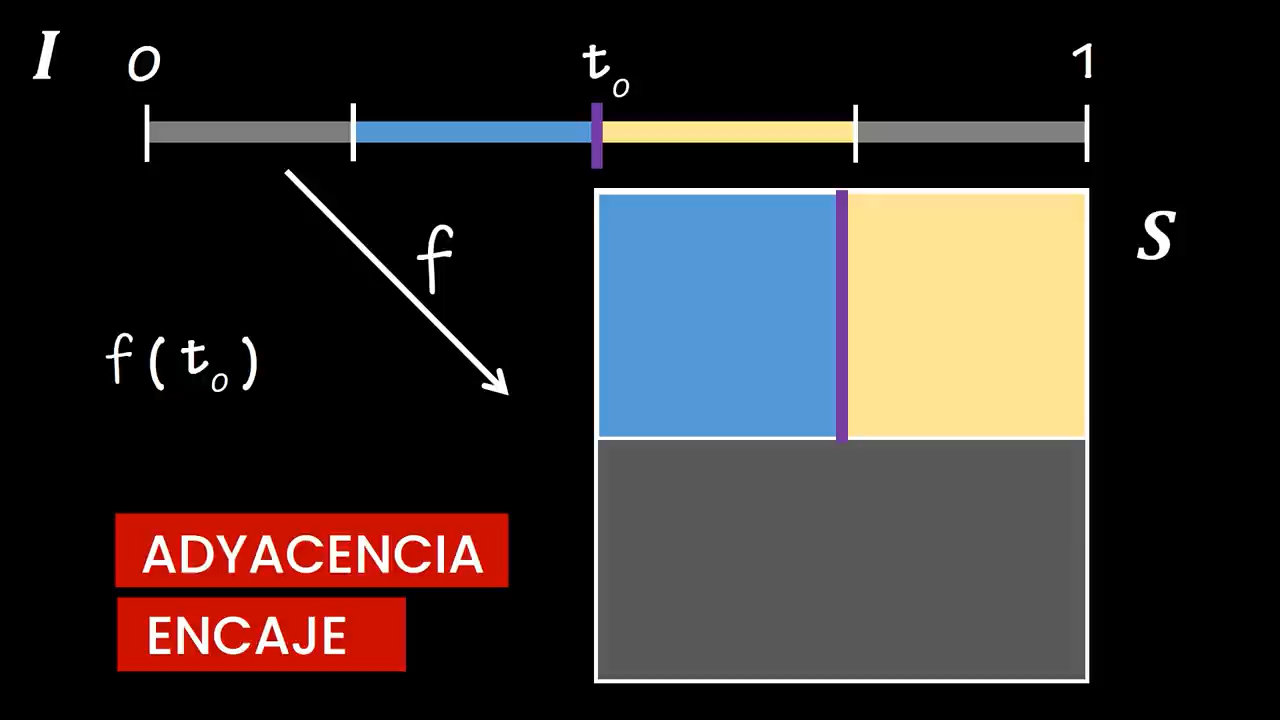 I 0 t₀ 1
S
f
f(t₀)
ADYACENCIA
ENCAJE